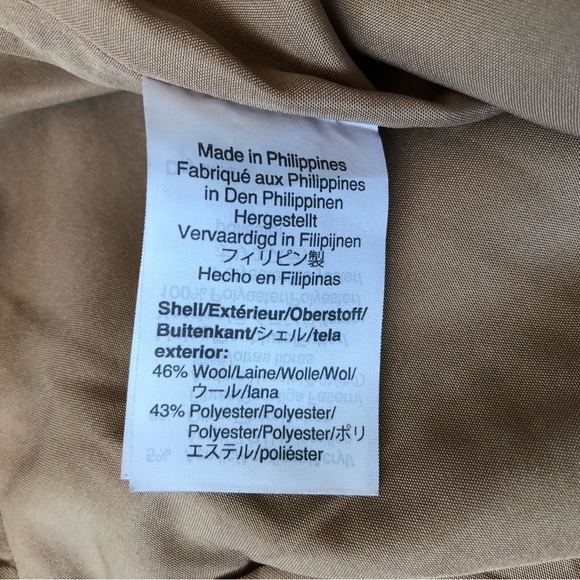 Made in Philippines
Fabriqué aux Philippines
in Den Philippinen
Hergestellt
Vervaardigd in Filipijnen
フィリピン製
Hecho en Filipinas
Shell/Extérieur/Oberstoff/
Buitenkant/シェル/tela
exterior:
46% Wool/Laine/Wolle/Wol/
ウール/lana
43% Polyester/Polyester/
Polyester/Polyester/ポリ
エステル/poliéster